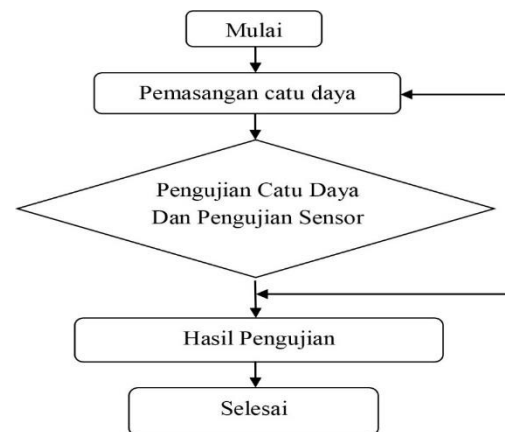 Mulai
Pemasangan catu daya
Pengujian Catu Daya
Dan Pengujian Sensor
Hasil Pengujian
Selesai